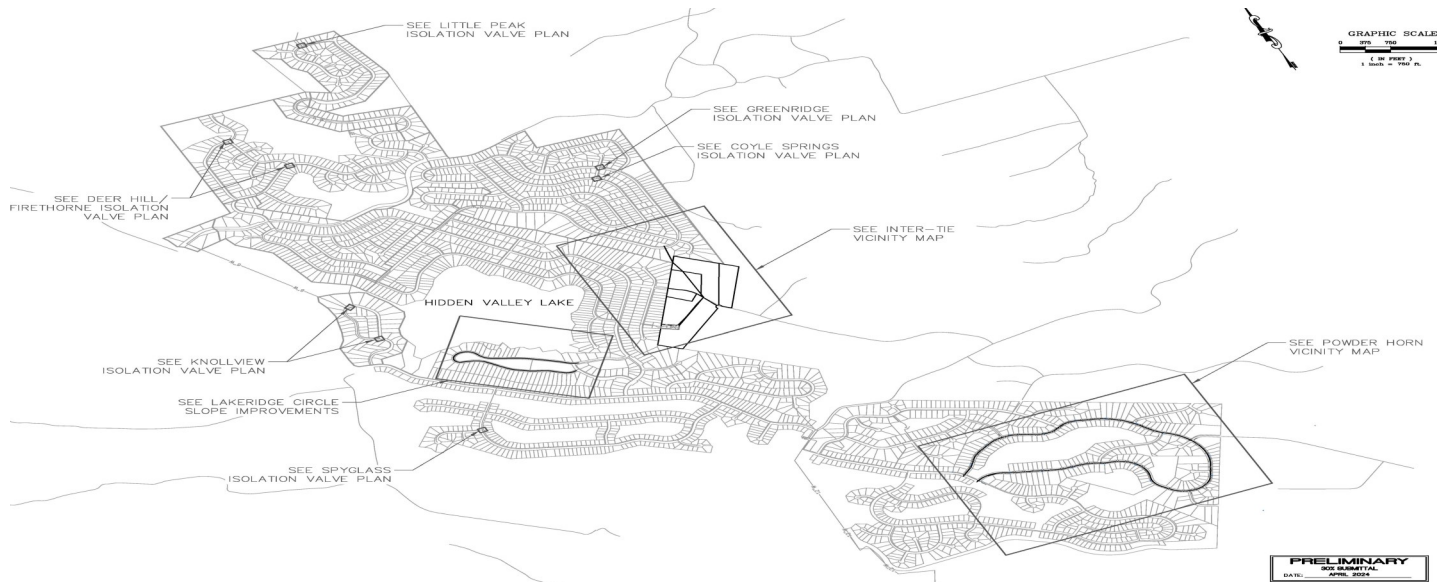 SEE LITTLE PEAK
ISOLATION VALVE PLAN
GRAPHIC SCALE
0 375 750
( IN FEET )
1 inch = 750 ft.
SEE GREENRIDGE
ISOLATION VALVE PLAN
SEE COYLE SPRINGS
ISOLATION VALVE PLAN
SEE DEER HILL/
FIRETHORNE ISOLATION
VALVE PLAN
SEE INTER-TIE
VICINITY MAP
HIDDEN VALLEY LAKE
SEE KNOLLVIEW
ISOLATION VALVE PLAN
SEE POWDER HORN
VICINITY MAP
SEE LAKERIDGE CIRCLE
SLOPE IMPROVEMENTS
SEE SPYGLASS
ISOLATION VALVE PLAN
PRELIMINARY
30% SUBMITTAL
DATE: APRIL 2024